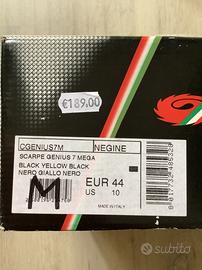 €189,00
CGENIUS7M NEGINE
SCARPE GENIUS 7 MEGA
BLACK YELLOW BLACK
NERO GIALLO NERO
M
EUR 44
US 10
MADE IN ITALY
subito